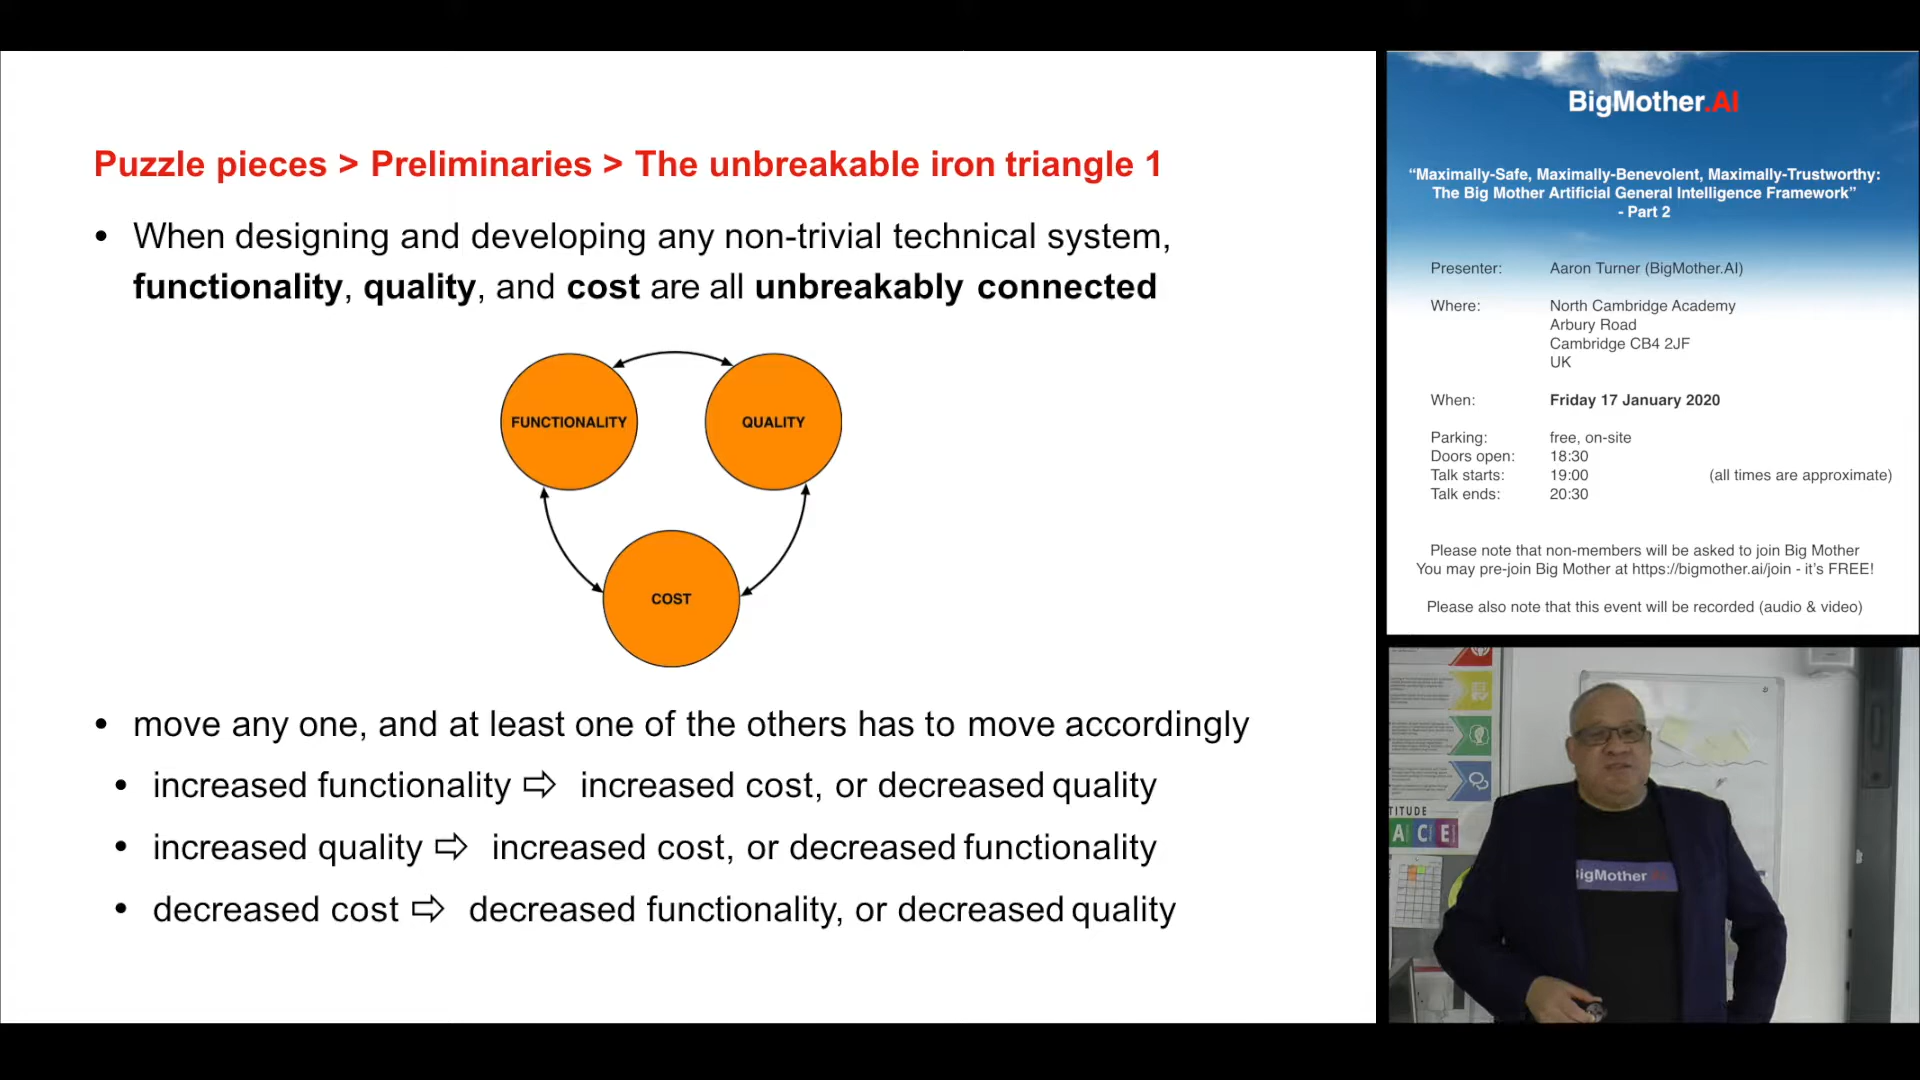 Puzzle pieces > Preliminaries > The unbreakable iron triangle 1
• When designing and developing any non-trivial technical system,
functionality, quality, and cost are all unbreakably connected
FUNCTIONALITY
QUALITY
COST
• move any one, and at least one of the others has to move accordingly
• increased functionality ⇨ increased cost, or decreased quality
• increased quality ⇨ increased cost, or decreased functionality
• decreased cost ⇨ decreased functionality, or decreased quality
BigMother.AI
“Maximally-Safe, Maximally-Benevolent, Maximally-Trustworthy:
The Big Mother Artificial General Intelligence Framework”
- Part 2
Presenter: Aaron Turner (BigMother.AI)
Where: North Cambridge Academy
Arbury Road
Cambridge CB4 2JF
UK
When: Friday 17 January 2020
Parking: free, on-site
Doors open: 18:30
Talk starts: 19:00 (all times are approximate)
Talk ends: 20:30
Please note that non-members will be asked to join Big Mother
You may pre-join Big Mother at https://bigmother.ai/join - it’s FREE!
Please also note that this event will be recorded (audio & video)
TITUDE
ACE
igMother